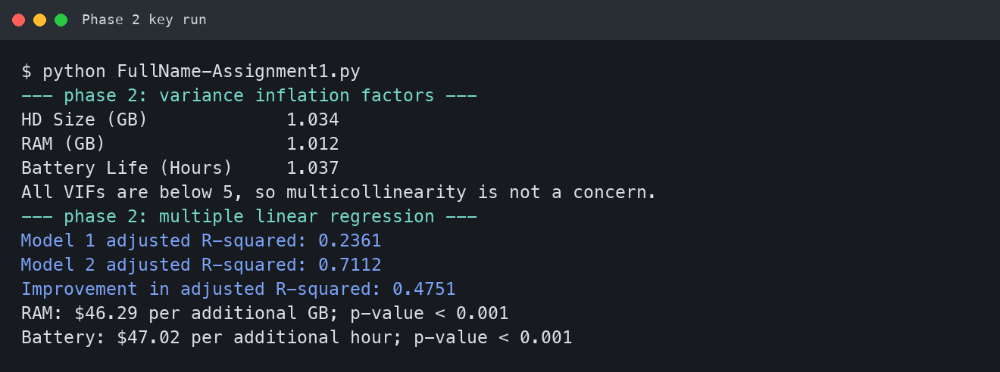 Phase 2 key run
$ python FullName-Assignment1.py
--- phase 2: variance inflation factors ---
HD Size (GB)             1.034
RAM (GB)                 1.012
Battery Life (Hours)     1.037
All VIFs are below 5, so multicollinearity is not a concern.
--- phase 2: multiple linear regression ---
Model 1 adjusted R-squared: 0.2361
Model 2 adjusted R-squared: 0.7112
Improvement in adjusted R-squared: 0.4751
RAM: $46.29 per additional GB; p-value < 0.001
Battery: $47.02 per additional hour; p-value < 0.001